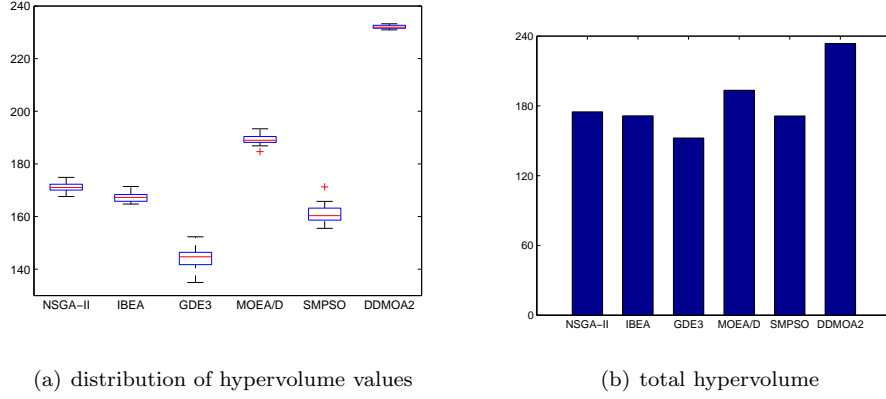 240
220
200
180
160
140
NSGA−II IBEA GDE3 MOEA/D SMPSO DDMOA2
(a) distribution of hypervolume values
240
180
120
60
0
NSGA−II IBEA GDE3 MOEA/D SMPSO DDMOA2
(b) total hypervolume